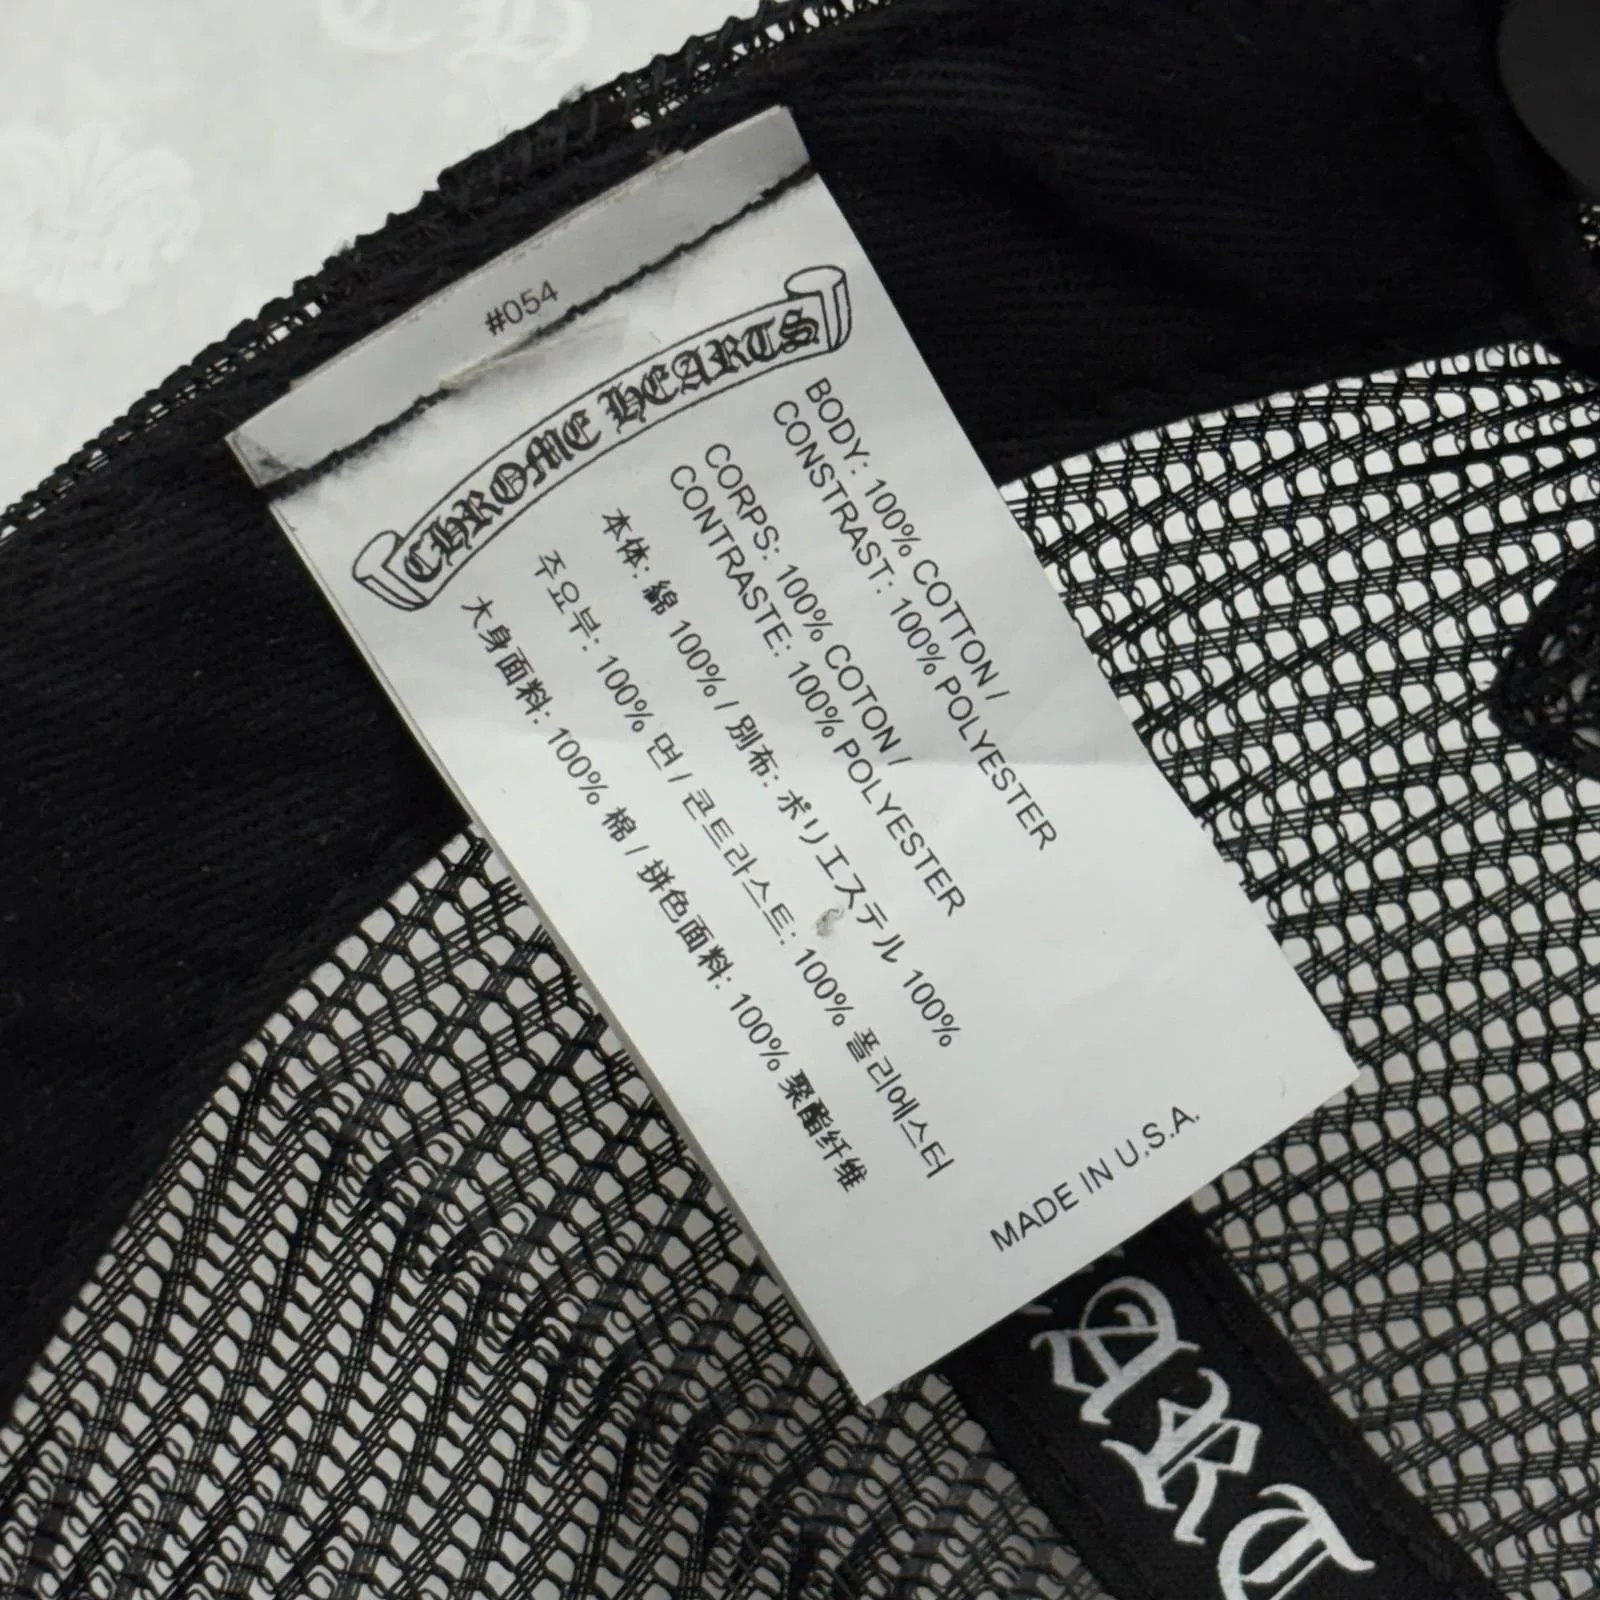 #054
CHROME HEARTS
BODY: 100% COTTON /
CONSTRAST: 100% POLYESTER
CORPS: 100% COTON /
CONTRASTE: 100% POLYESTER
本体: 綿 100% / 別布: ポリエステル 100%
주요부: 100% 면 / 콘트라스트: 100% 폴리에스터
大身面料: 100% 棉 / 拼色面料: 100% 聚酯纤维
MADE IN U.S.A.
ART